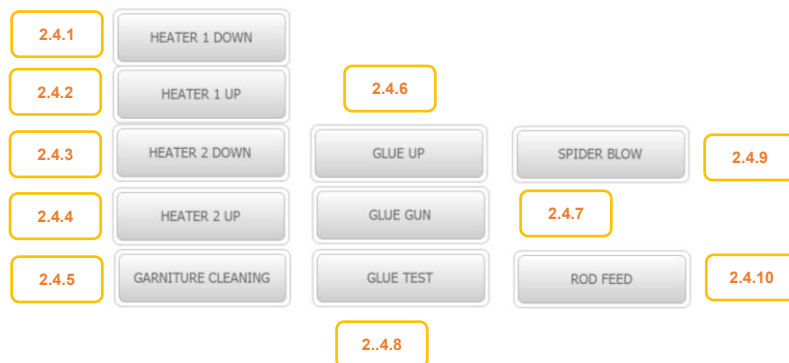 2.4.1 HEATER 1 DOWN
2.4.2 HEATER 1 UP 2.4.6
2.4.3 HEATER 2 DOWN GLUE UP SPIDER BLOW 2.4.9
2.4.4 HEATER 2 UP GLUE GUN 2.4.7
2.4.5 GARNITURE CLEANING GLUE TEST ROD FEED 2.4.10
2..4.8